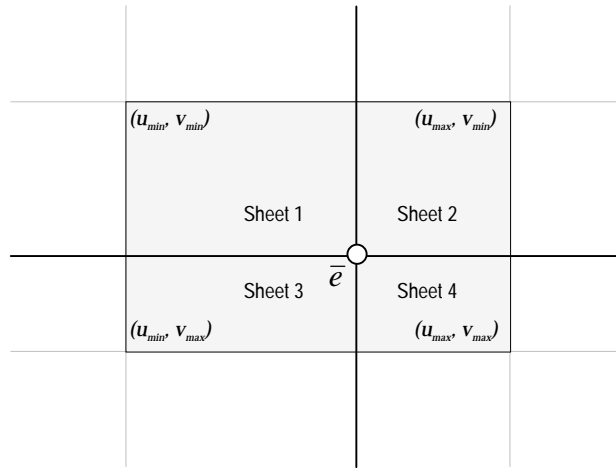 (u_min, v_min) (u_max, v_min)
Sheet 1 Sheet 2
e̅
Sheet 3 Sheet 4
(u_min, v_max) (u_max, v_max)